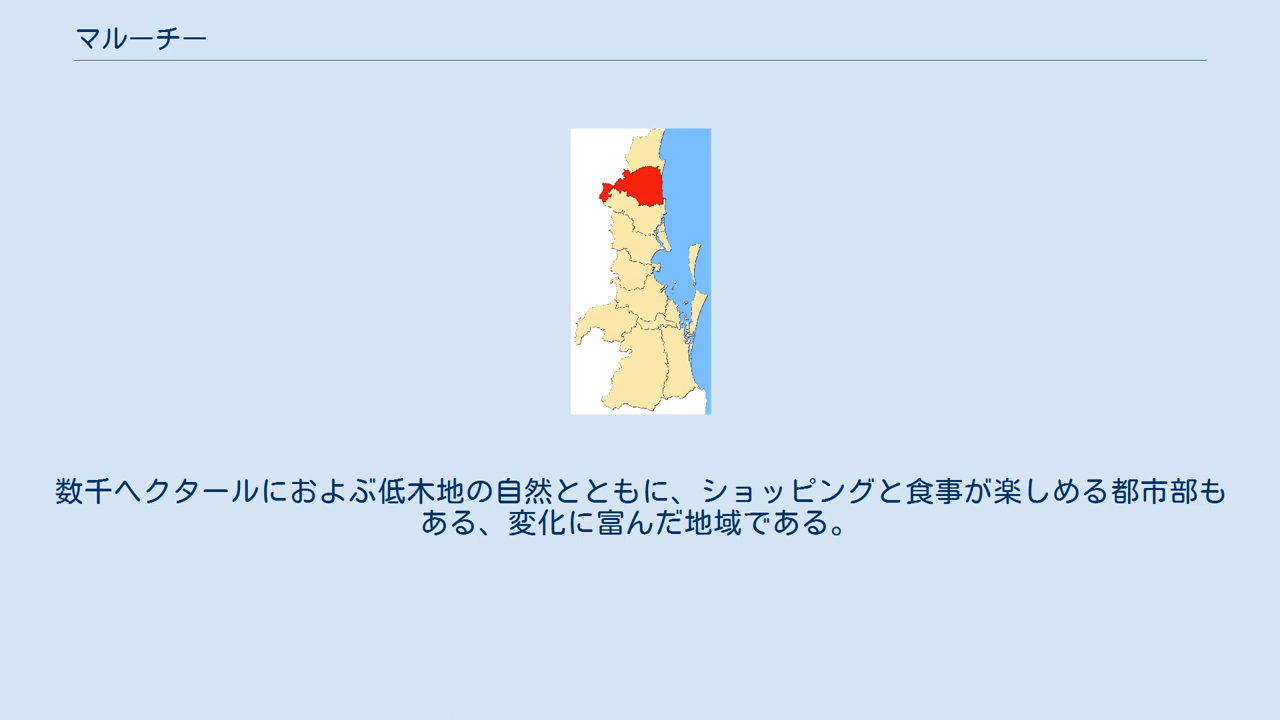 マルーチー
数千ヘクタールにおよぶ低木地の自然とともに、ショッピングと食事が楽しめる都市部も
ある、変化に富んだ地域である。